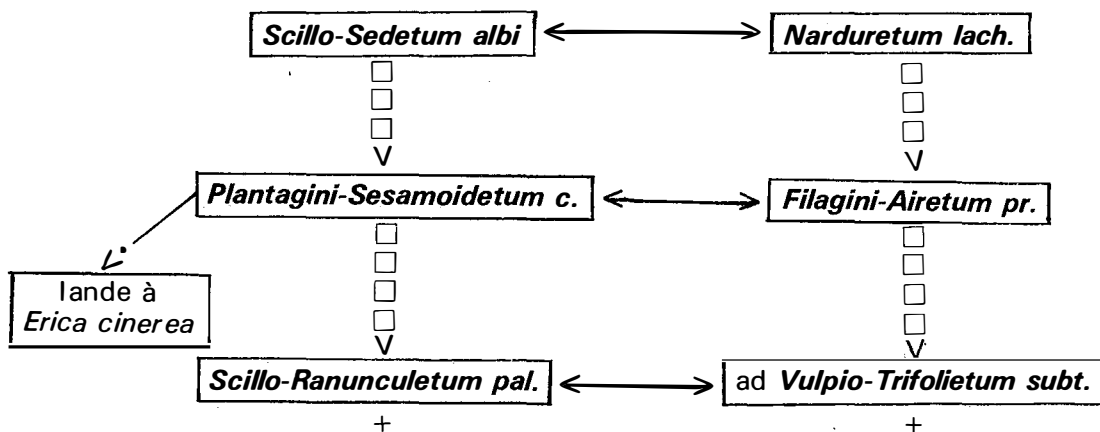 Scillo-Sedetum albi
Narduretum lach.
Plantagini-Sesamoidetum c.
Filagini-Airetum pr.
lande à
Erica cinerea
Scillo-Ranunculetum pal.
ad Vulpio-Trifolietum subt.
+
+